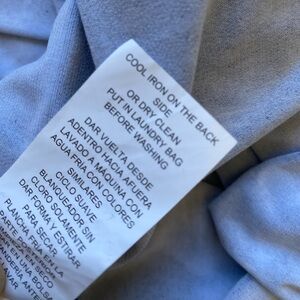 COOL IRON ON THE BACK
SIDE
OR DRY CLEAN
PUT IN LAUNDRY BAG
BEFORE WASHING
DAR VUELTA DESDE
ADENTRO HACIA AFUERA
LAVADO A MAQUINA CON
AGUA FRIA CON COLORES
SIMILARES
CICLO SUAVE
BLANQUEADOR SIN
CLORO SOLAMENTE
DAR FORMA Y ESTIRAR
PARA SECAR
PLANCHA FRIA EN LA